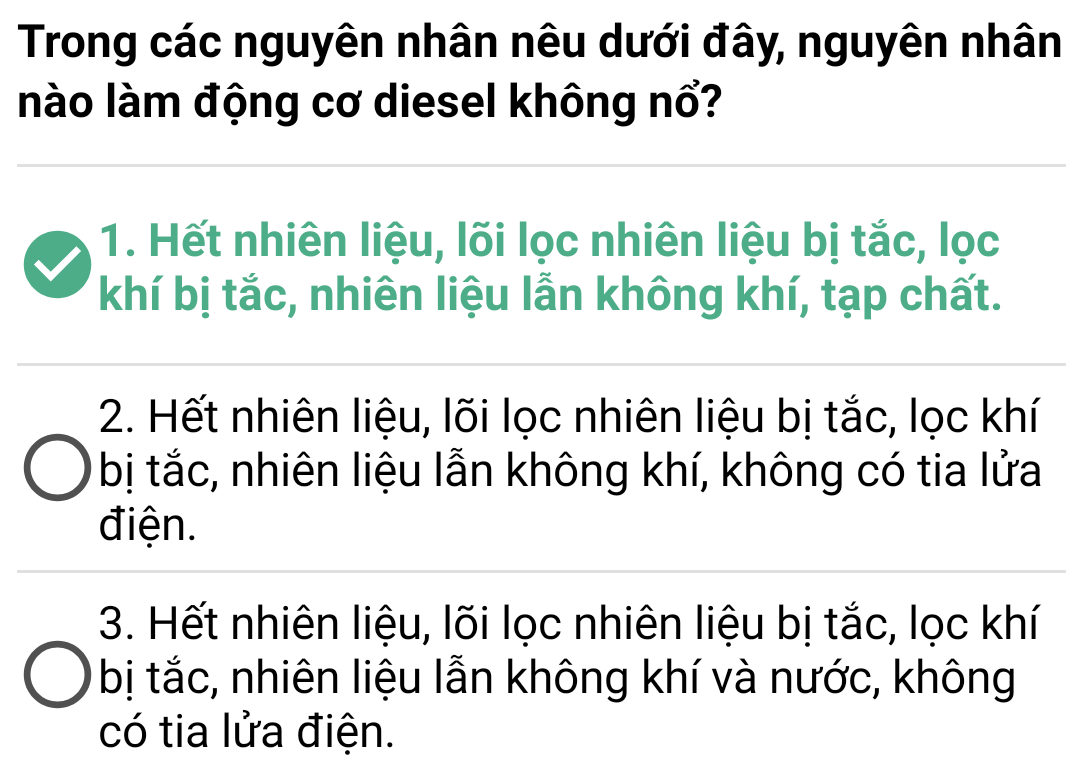 Trong các nguyên nhân nêu dưới đây, nguyên nhân
nào làm động cơ diesel không nổ?
1. Hết nhiên liệu, lõi lọc nhiên liệu bị tắc, lọc
khí bị tắc, nhiên liệu lẫn không khí, tạp chất.
2. Hết nhiên liệu, lõi lọc nhiên liệu bị tắc, lọc khí
bị tắc, nhiên liệu lẫn không khí, không có tia lửa
điện.
3. Hết nhiên liệu, lõi lọc nhiên liệu bị tắc, lọc khí
bị tắc, nhiên liệu lẫn không khí và nước, không
có tia lửa điện.